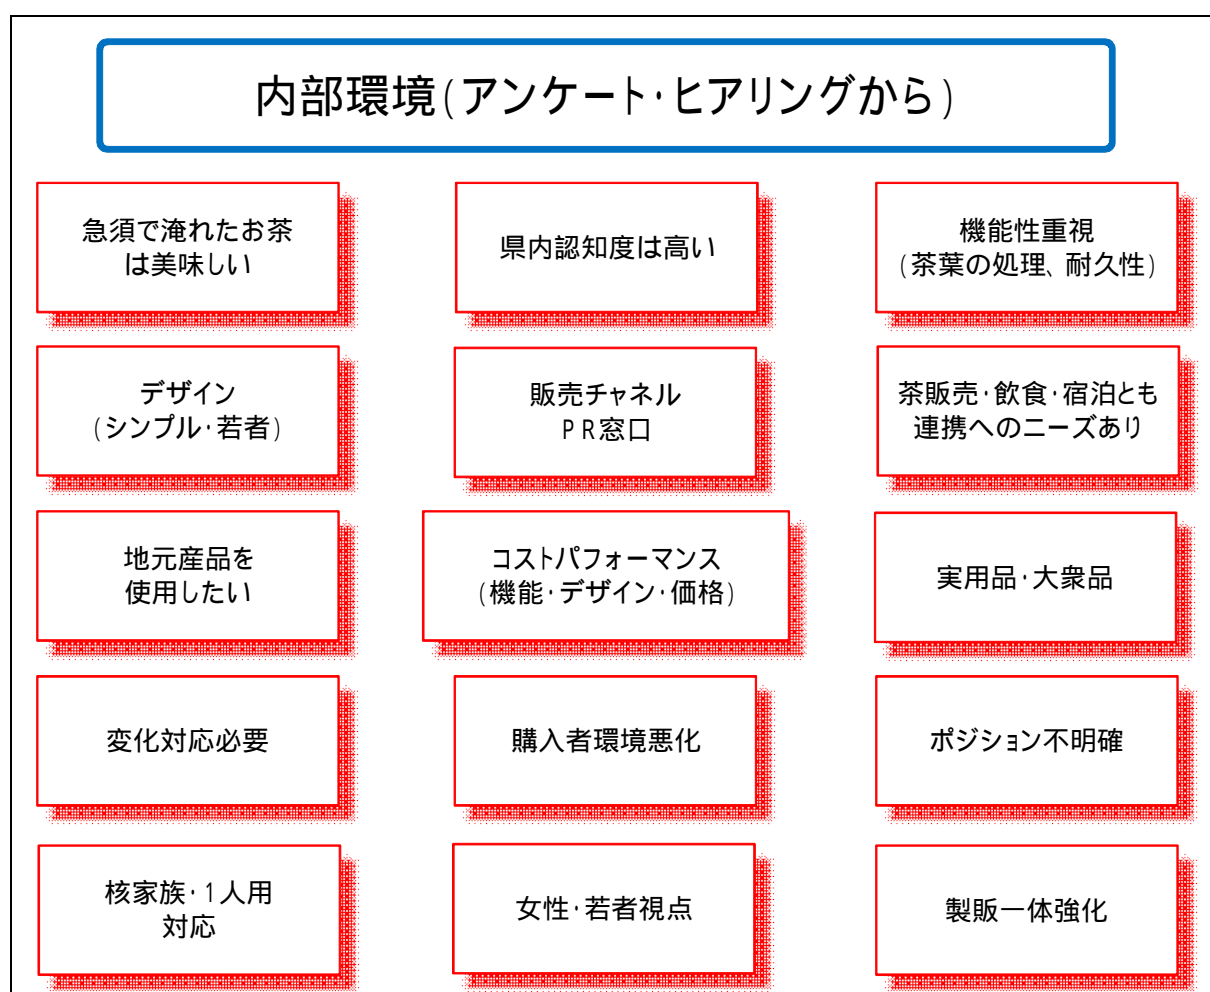 内部環境(アンケート･ヒアリングから)
急須で淹れたお茶
は美味しい
県内認知度は高い
機能性重視
(茶葉の処理、耐久性)
デザイン
(シンプル･若者)
販売チャネル
PR窓口
茶販売･飲食･宿泊とも
連携へのニーズあり
地元産品を
使用したい
コストパフォーマンス
(機能･デザイン･価格)
実用品･大衆品
変化対応必要
購入者環境悪化
ポジション不明確
核家族･1人用
対応
女性･若者視点
製販一体強化